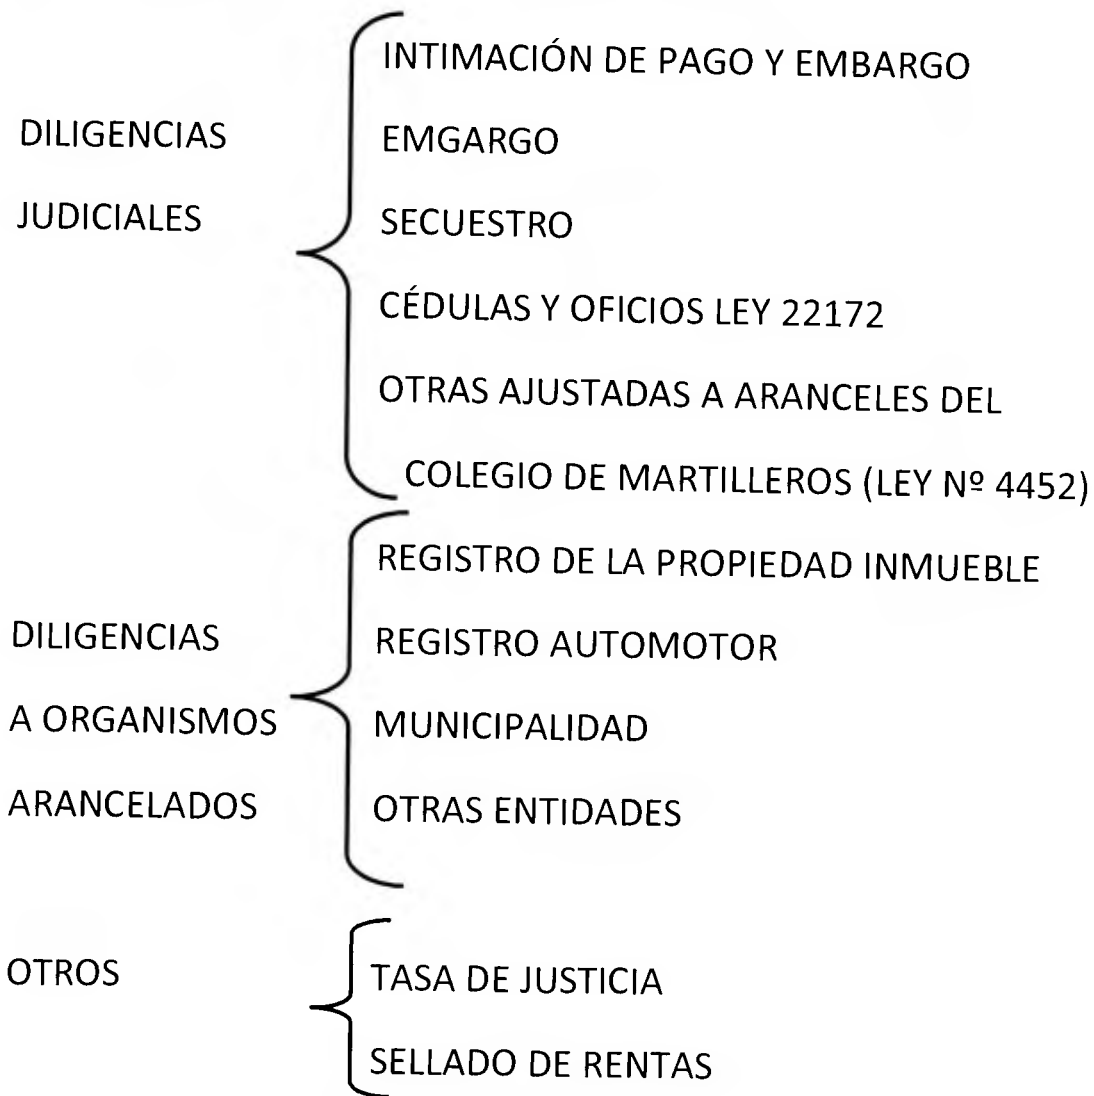 DILIGENCIAS
JUDICIALES
INTIMACIÓN DE PAGO Y EMBARGO
EMGARGO
SECUESTRO
CÉDULAS Y OFICIOS LEY 22172
OTRAS AJUSTADAS A ARANCELES DEL
COLEGIO DE MARTILLEROS (LEY Nº 4452)
DILIGENCIAS
A ORGANISMOS
ARANCELADOS
REGISTRO DE LA PROPIEDAD INMUEBLE
REGISTRO AUTOMOTOR
MUNICIPALIDAD
OTRAS ENTIDADES
OTROS
TASA DE JUSTICIA
SELLADO DE RENTAS